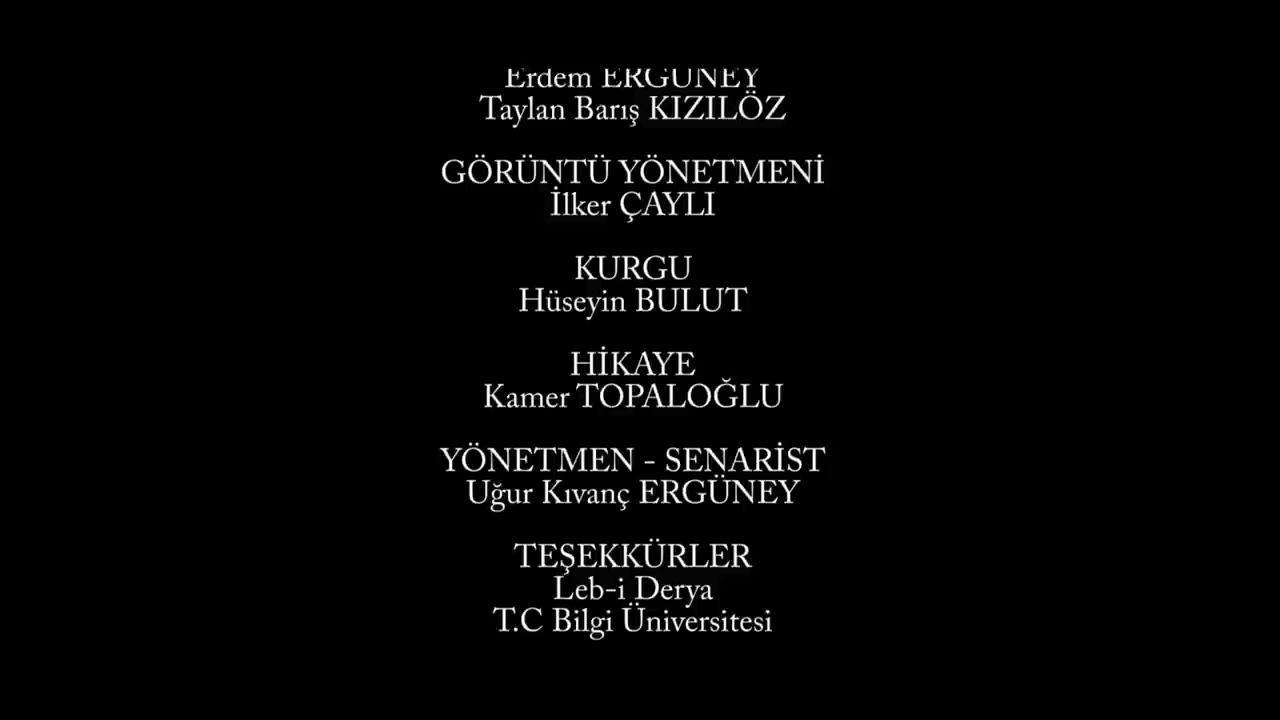 Erdem ERGÜNEY
Taylan Barış KIZILÖZ
GÖRÜNTÜ YÖNETMENİ
İlker ÇAYLI
KURGU
Hüseyin BULUT
HİKAYE
Kamer TOPALOĞLU
YÖNETMEN - SENARİST
Uğur Kıvanç ERGÜNEY
TEŞEKKÜRLER
Leb-i Derya
T.C Bilgi Üniversitesi